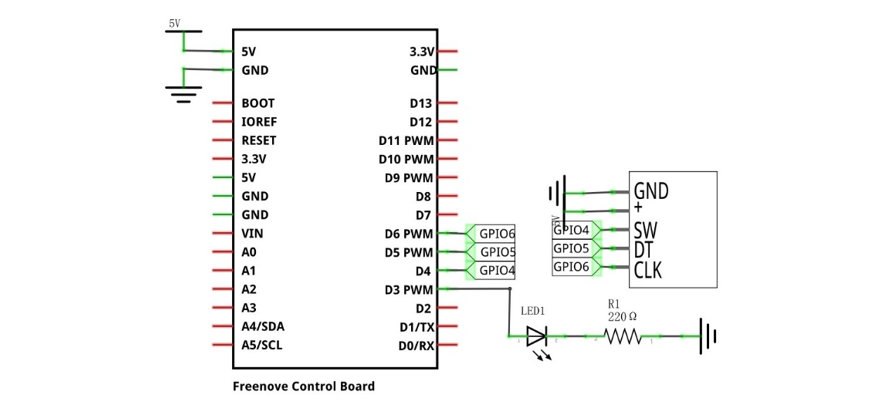 5V
5V
GND
BOOT
IOREF
RESET
3.3V
5V
GND
GND
VIN
A0
A1
A2
A3
A4/SDA
A5/SCL
3.3V
GND
D13
D12
D11 PWM
D10 PWM
D9 PWM
D8
D7
D6 PWM
D5 PWM
D4
D3 PWM
D2
D1/TX
D0/RX
GPIO6
GPIO5
GPIO4
GND
+
SW
DT
CLK
5V
GPIO4
GPIO5
GPIO6
LED1
R1
220Ω
Freenove Control Board